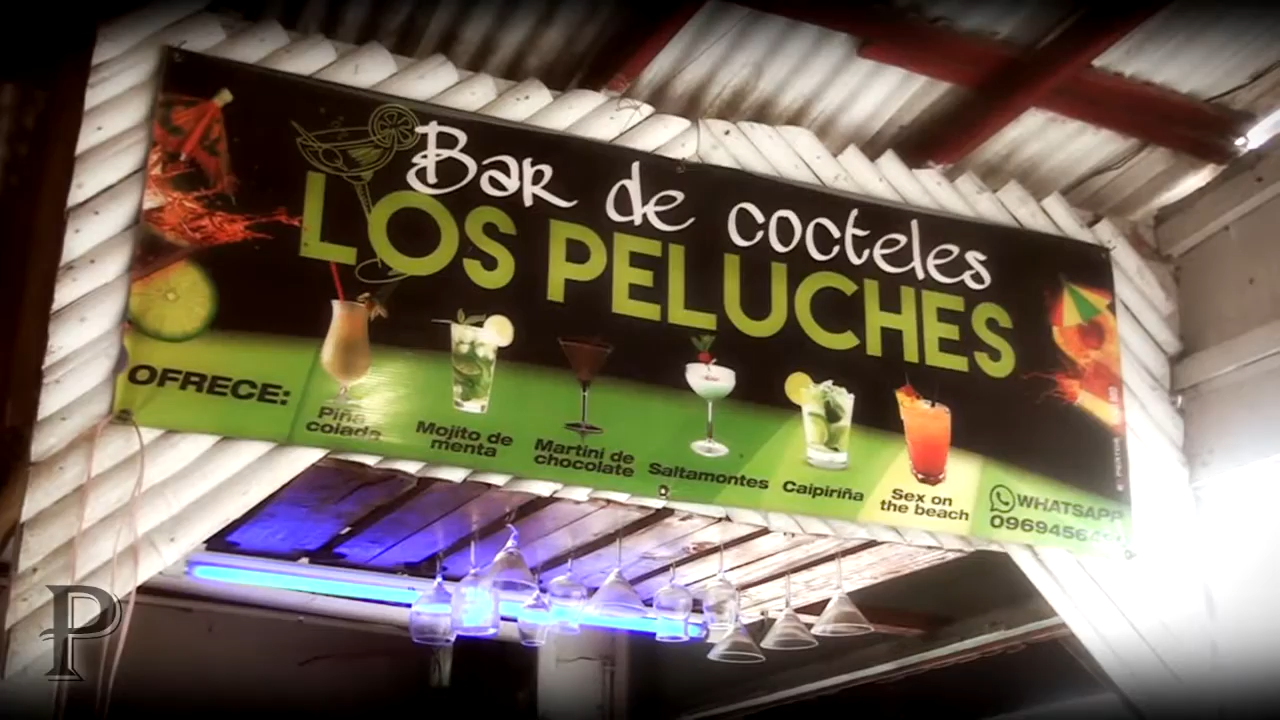 Bar de cocteles
LOS PELUCHES
OFRECE:
Piña
colada
Mojito de
menta
Martini de
chocolate
Saltamontes
Caipiriña
Sex on
the beach
WHATSAPP
P